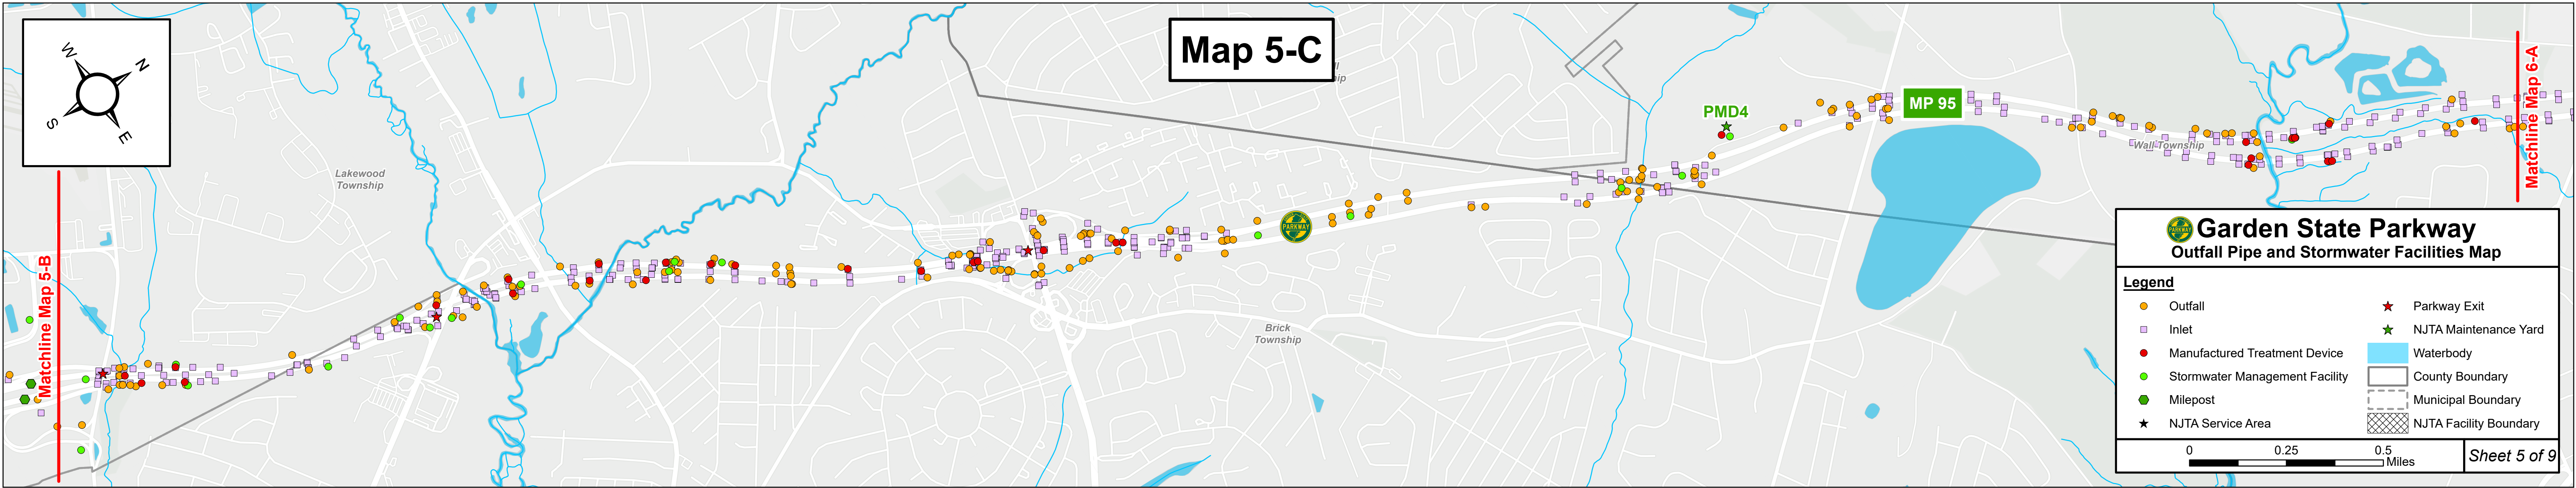 Map 5-C
W
N
S
E
Matchline Map 5-B
Lakewood
Township
Brick
Township
PARKWAY
PMD4
MP 95
Wall Township
Matchline Map 6-A
Garden State Parkway
Outfall Pipe and Stormwater Facilities Map
Legend
Outfall
Inlet
Manufactured Treatment Device
Stormwater Management Facility
Milepost
NJTA Service Area
Parkway Exit
NJTA Maintenance Yard
Waterbody
County Boundary
Municipal Boundary
NJTA Facility Boundary
0 0.25 0.5
Miles
Sheet 5 of 9